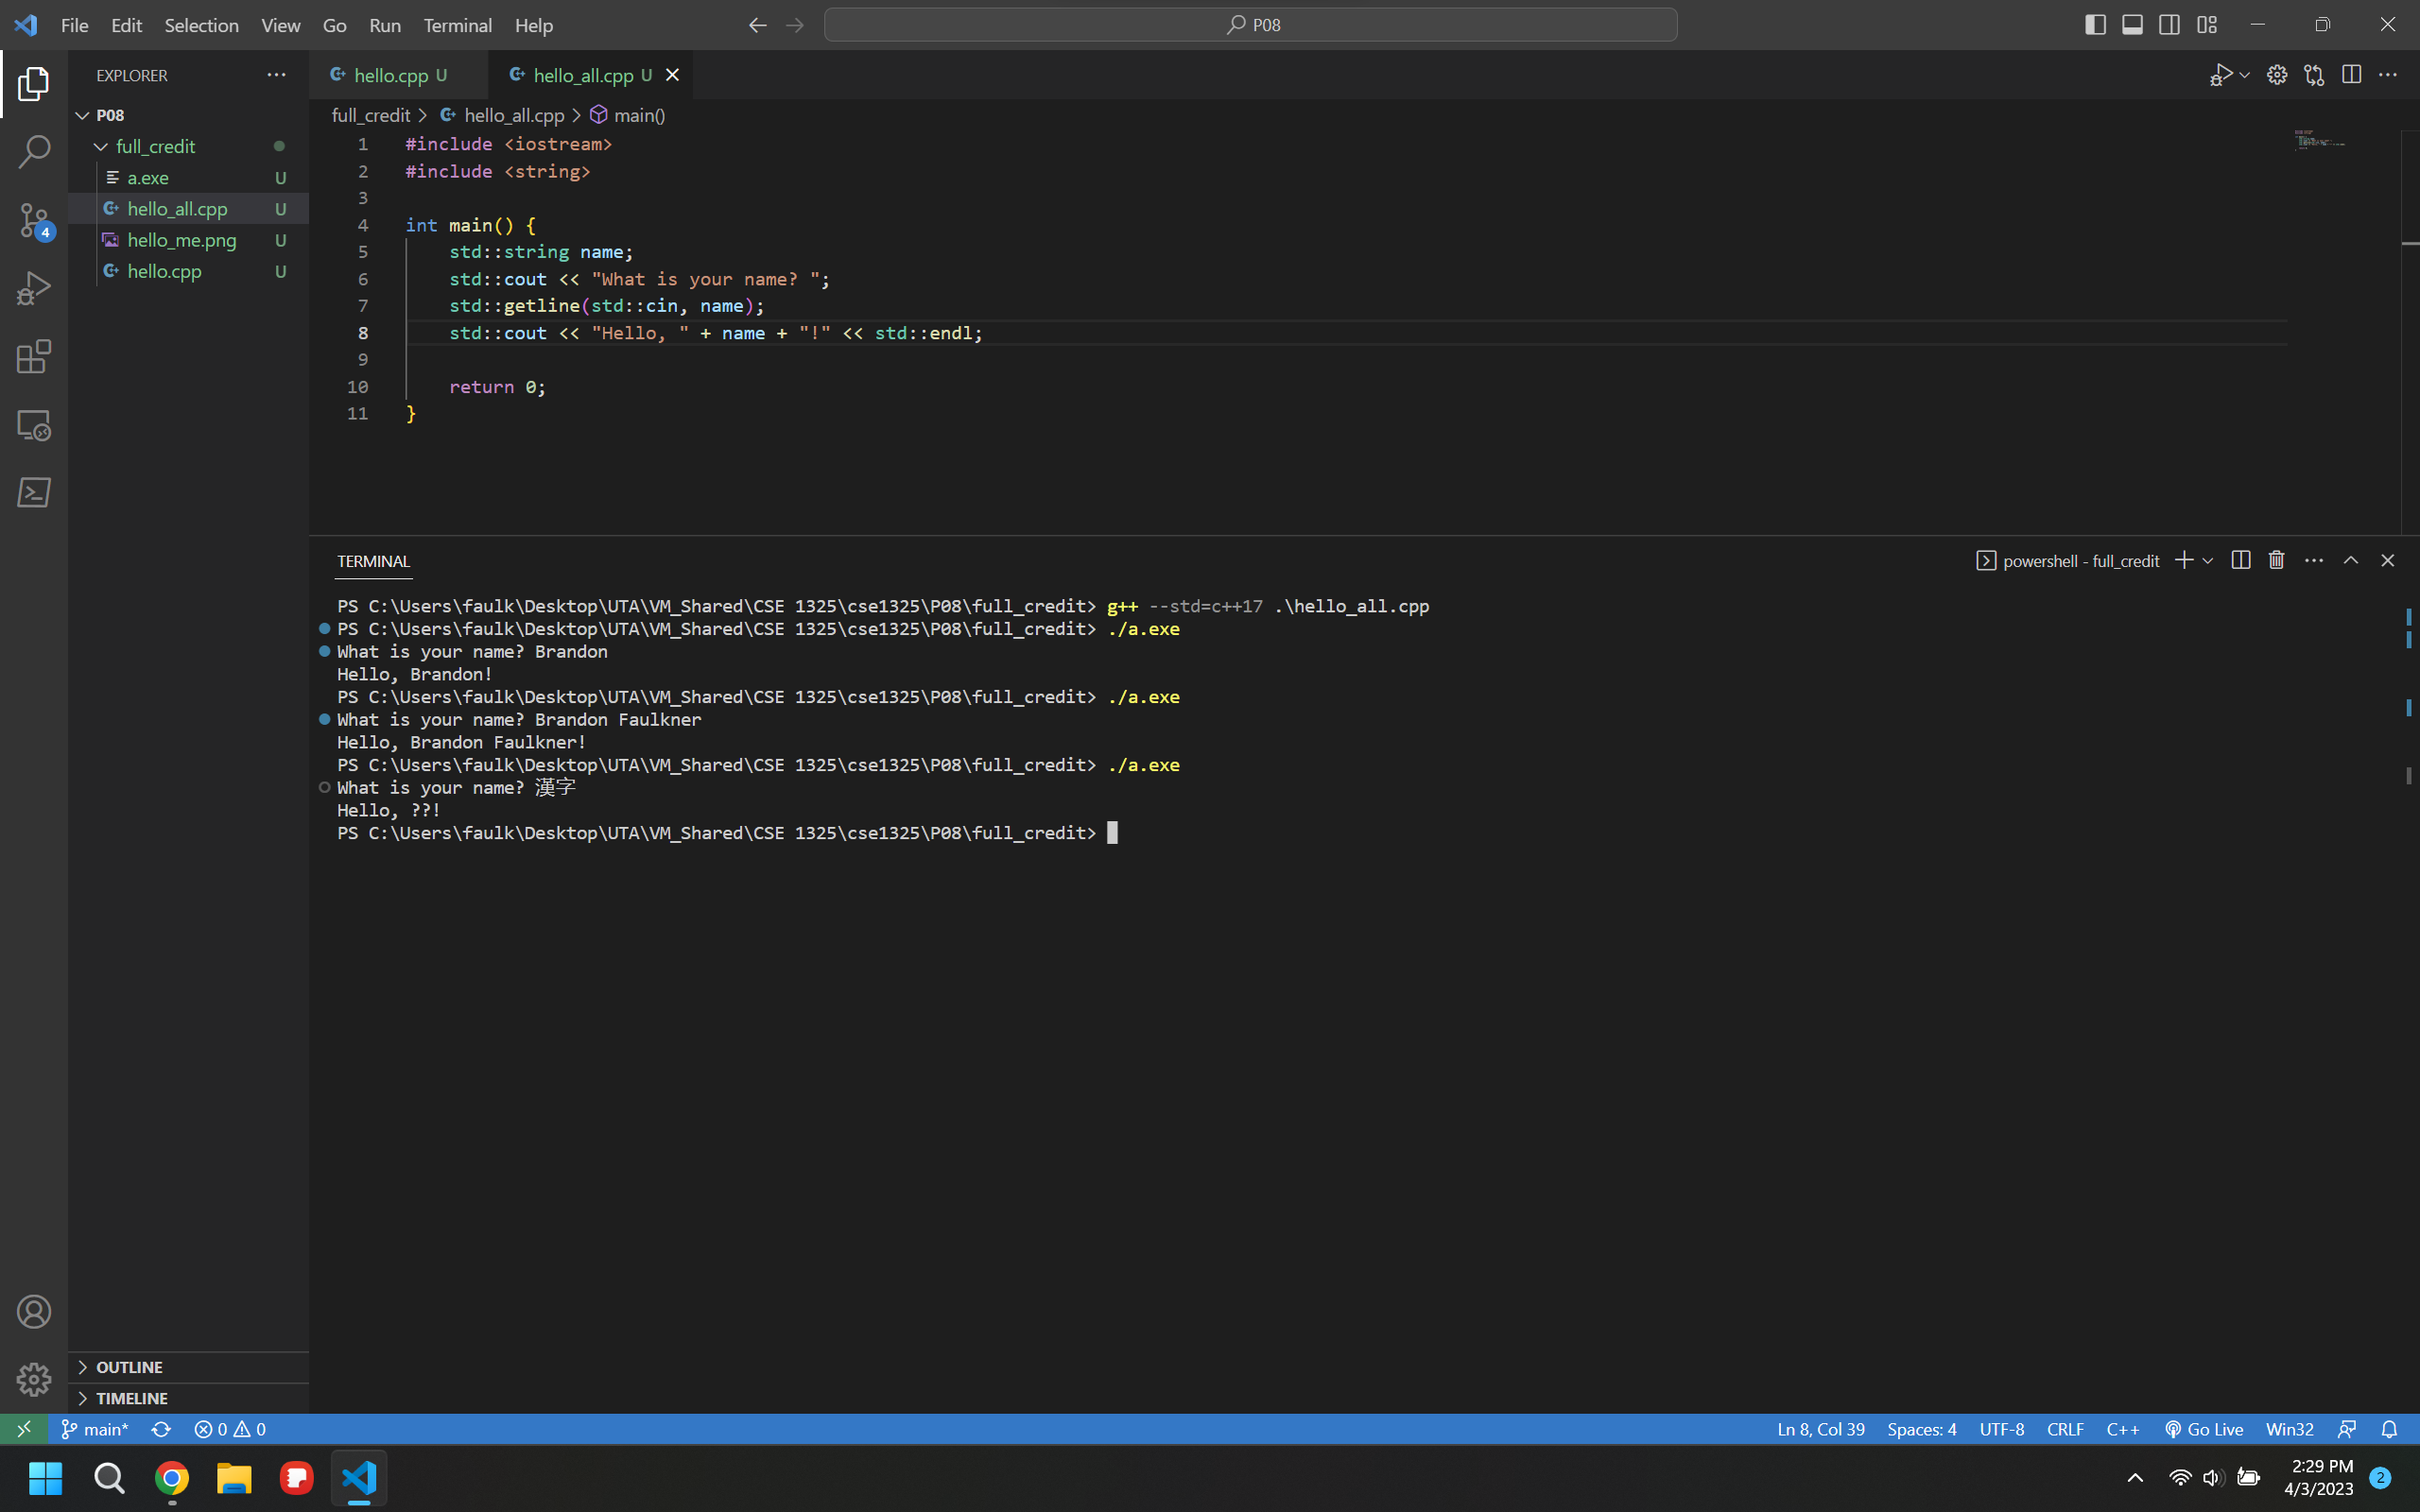 File Edit Selection View Go Run Terminal Help
P08
EXPLORER
P08
full_credit
a.exe U
hello_all.cpp U
hello_me.png U
hello.cpp U
4
hello.cpp U
hello_all.cpp U
full_credit > hello_all.cpp > main()
1 #include <iostream>
2 #include <string>
3
4 int main() {
5 std::string name;
6 std::cout << "What is your name? ";
7 std::getline(std::cin, name);
8 std::cout << "Hello, " + name + "!" << std::endl;
9
10 return 0;
11 }
TERMINAL
powershell - full_credit
PS C:\Users\faulk\Desktop\UTA\VM_Shared\CSE 1325\cse1325\P08\full_credit> g++ --std=c++17 .\hello_all.cpp
PS C:\Users\faulk\Desktop\UTA\VM_Shared\CSE 1325\cse1325\P08\full_credit> ./a.exe
What is your name? Brandon
Hello, Brandon!
PS C:\Users\faulk\Desktop\UTA\VM_Shared\CSE 1325\cse1325\P08\full_credit> ./a.exe
What is your name? Brandon Faulkner
Hello, Brandon Faulkner!
PS C:\Users\faulk\Desktop\UTA\VM_Shared\CSE 1325\cse1325\P08\full_credit> ./a.exe
What is your name? 漢字
Hello, ??!
PS C:\Users\faulk\Desktop\UTA\VM_Shared\CSE 1325\cse1325\P08\full_credit>
OUTLINE
TIMELINE
main* 0 0
Ln 8, Col 39 Spaces: 4 UTF-8 CRLF C++ Go Live Win32
2:29 PM
4/3/2023
2